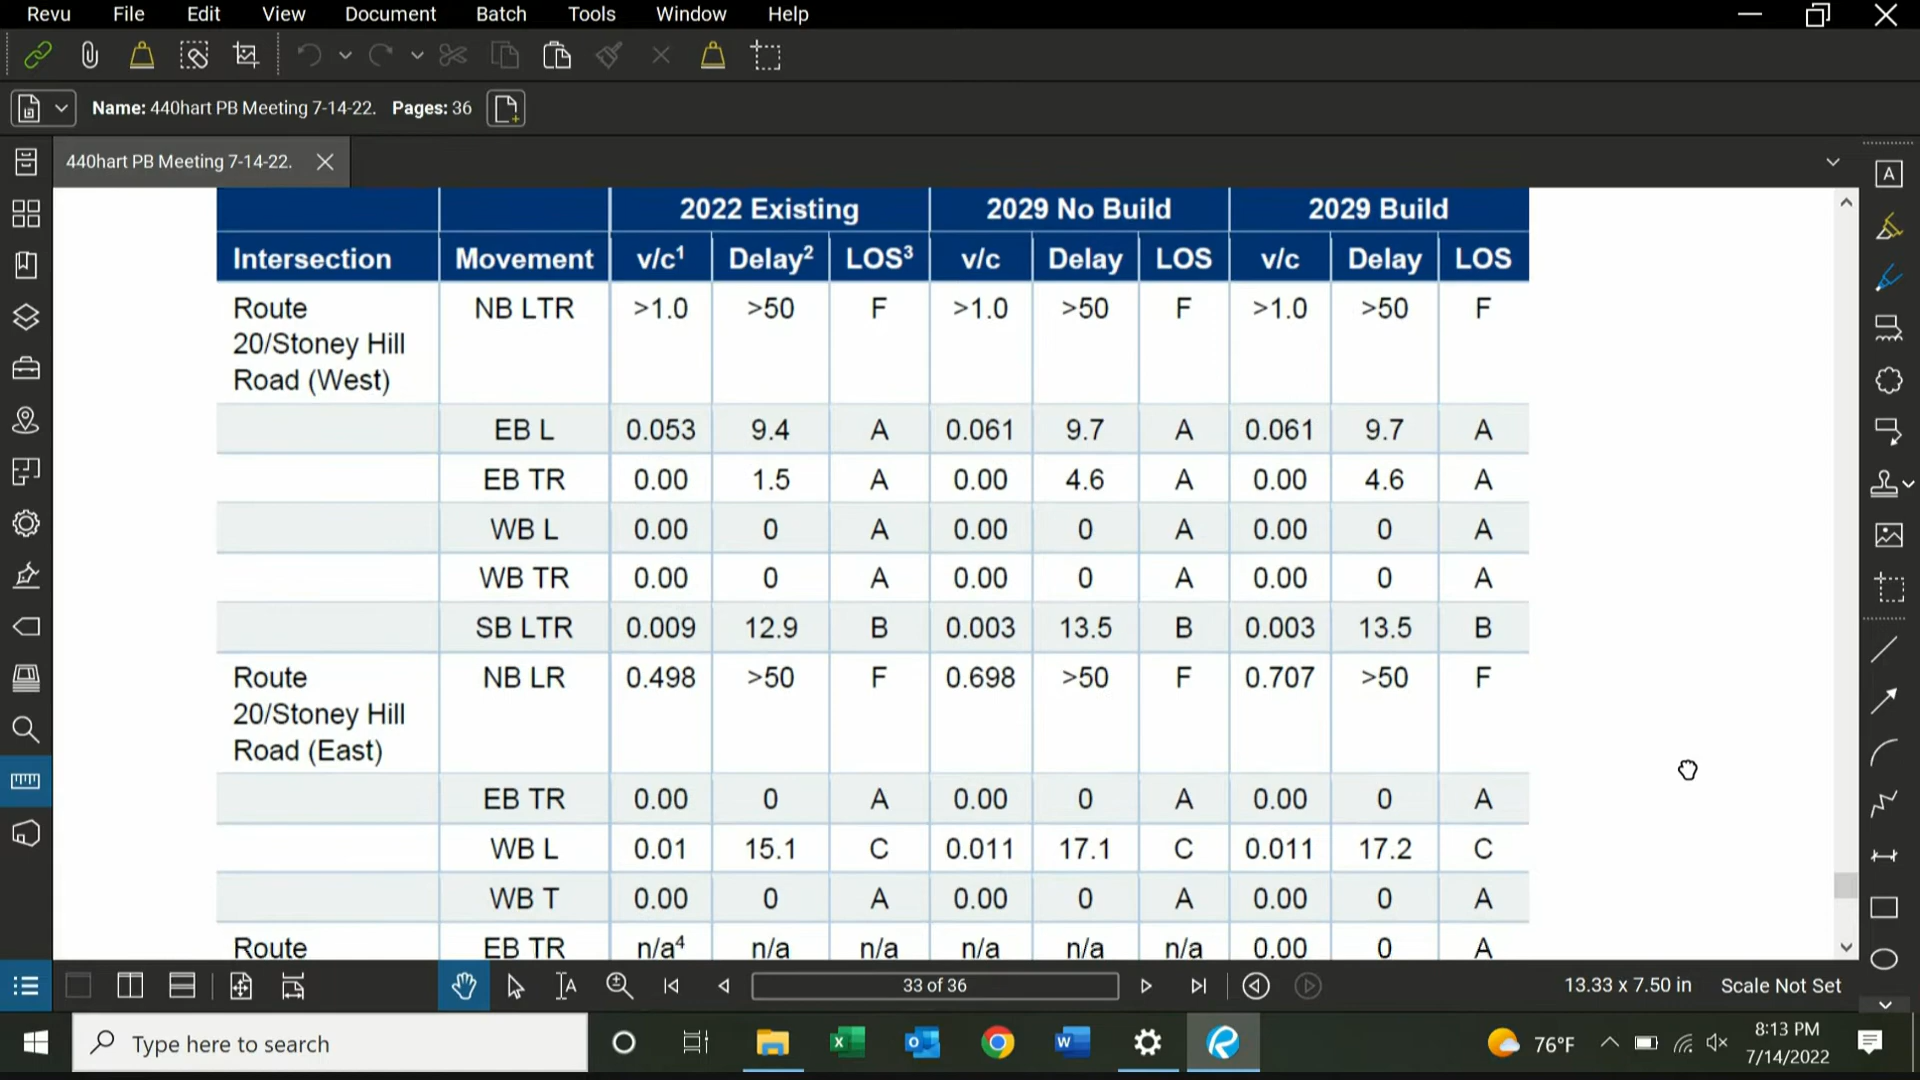 Revu File Edit View Document Batch Tools Window Help
Name: 440hart PB Meeting 7-14-22. Pages: 36
440hart PB Meeting 7-14-22.
2022 Existing 2029 No Build 2029 Build
Intersection Movement v/c¹ Delay² LOS³ v/c Delay LOS v/c Delay LOS
Route NB LTR >1.0 >50 F >1.0 >50 F >1.0 >50 F
20/Stoney Hill
Road (West)
EB L 0.053 9.4 A 0.061 9.7 A 0.061 9.7 A
EB TR 0.00 1.5 A 0.00 4.6 A 0.00 4.6 A
WB L 0.00 0 A 0.00 0 A 0.00 0 A
WB TR 0.00 0 A 0.00 0 A 0.00 0 A
SB LTR 0.009 12.9 B 0.003 13.5 B 0.003 13.5 B
Route NB LR 0.498 >50 F 0.698 >50 F 0.707 >50 F
20/Stoney Hill
Road (East)
EB TR 0.00 0 A 0.00 0 A 0.00 0 A
WB L 0.01 15.1 C 0.011 17.1 C 0.011 17.2 C
WB T 0.00 0 A 0.00 0 A 0.00 0 A
Route EB TR n/a⁴ n/a n/a n/a n/a n/a 0.00 0 A
33 of 36 13.33 x 7.50 in Scale Not Set
Type here to search 76°F 8:13 PM
7/14/2022